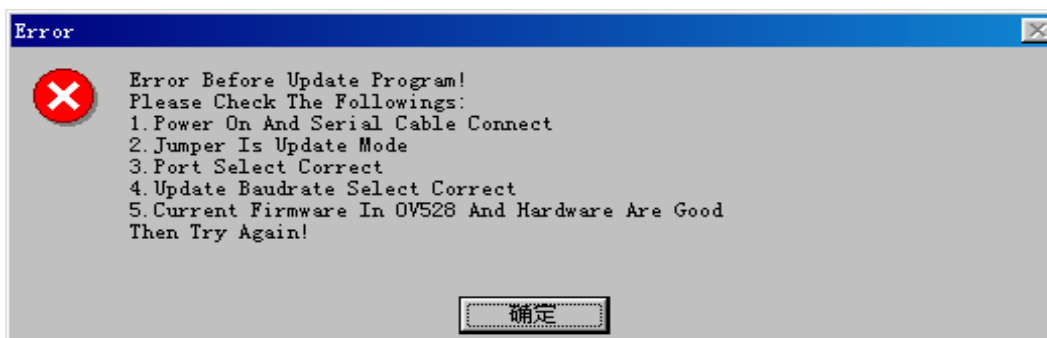 Error
Error Before Update Program!
Please Check The Followings:
1.Power On And Serial Cable Connect
2.Jumper Is Update Mode
3.Port Select Correct
4.Update Baudrate Select Correct
5.Current Firmware In OV528 And Hardware Are Good
Then Try Again!
确定